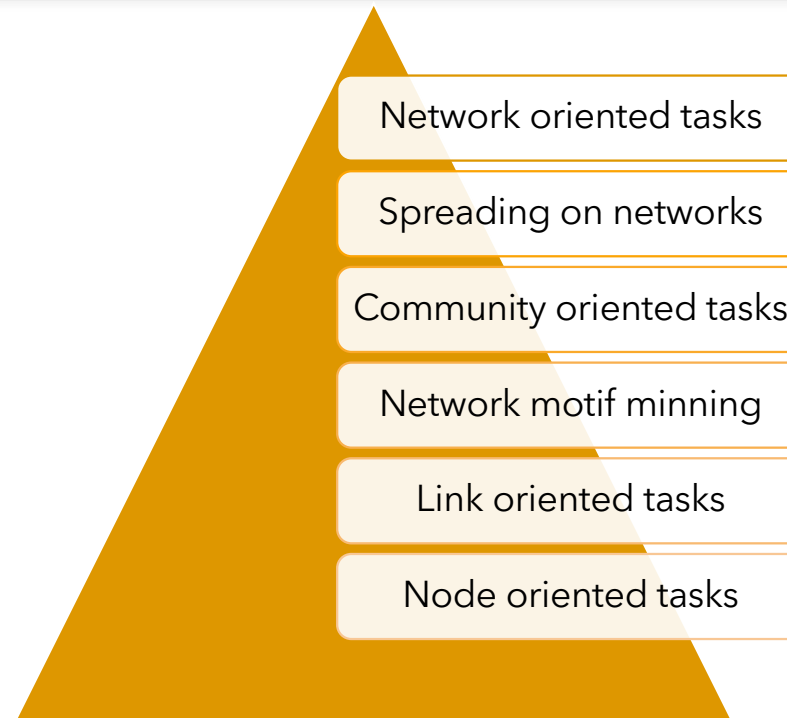 Network oriented tasks
Spreading on networks
Community oriented tasks
Network motif minning
Link oriented tasks
Node oriented tasks